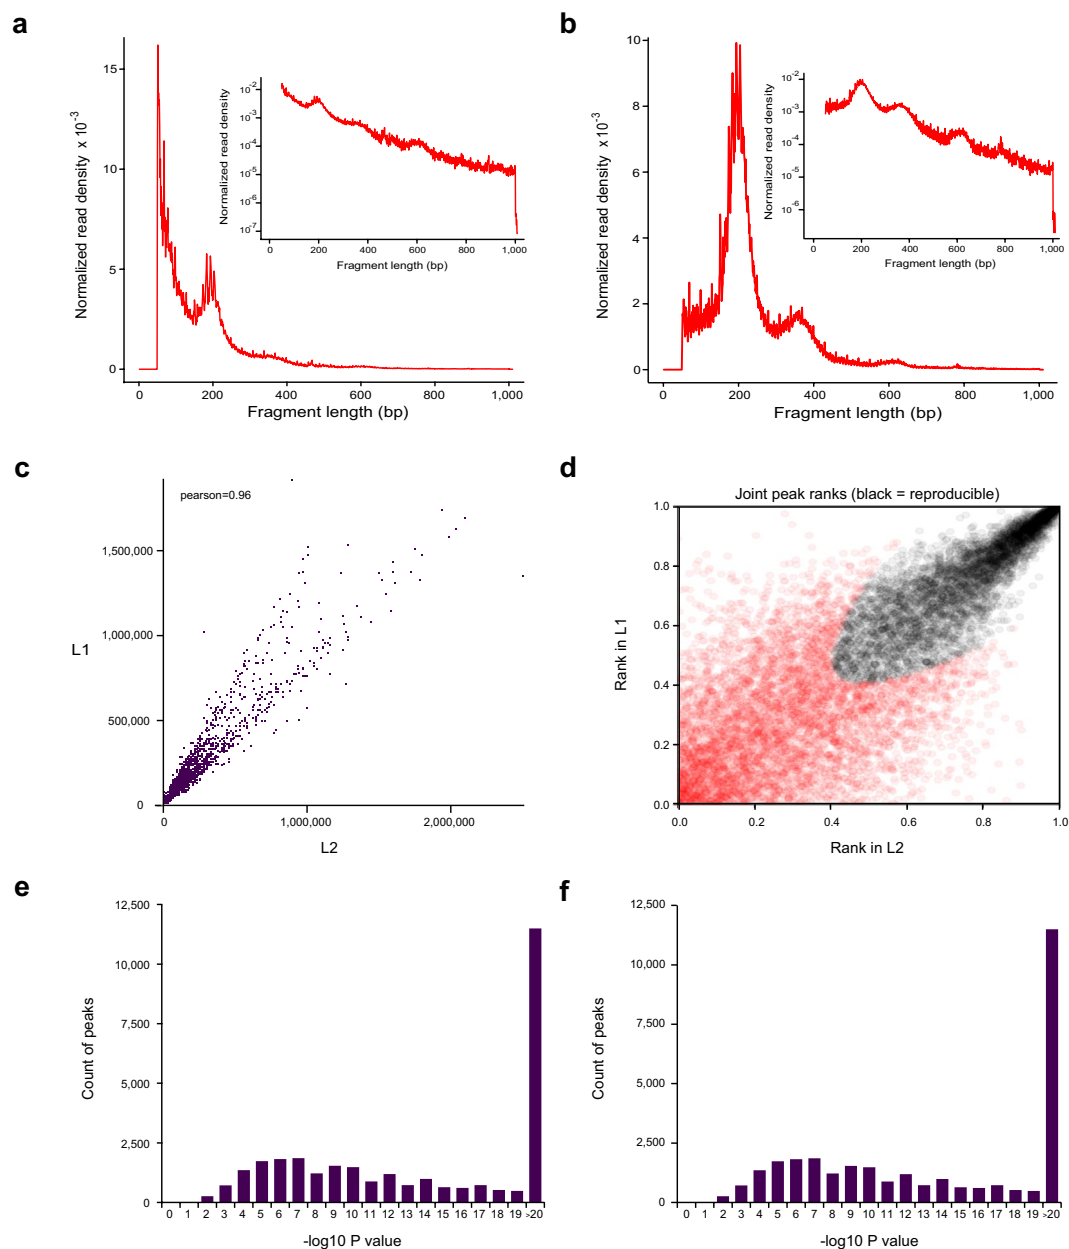 a
15
10
5
0
Normalized read density x 10-3
0
200
400
600
800
1,000
Fragment length (bp)
10-2
10-3
10-4
10-5
10-6
10-7
Normalized read density
0
200
400
600
800
1,000
Fragment length (bp)
b
10
8
6
4
2
0
Normalized read density x 10-3
0
200
400
600
800
1,000
Fragment length (bp)
10-2
10-3
10-4
10-5
10-6
Normalized read density
0
200
400
600
800
1,000
Fragment length (bp)
c
pearson=0.96
1,500,000
1,000,000
500,000
0
L1
0
1,000,000
2,000,000
L2
d
Joint peak ranks (black = reproducible)
1.0
0.8
0.6
0.4
0.2
0.0
Rank in L1
0.0
0.2
0.4
0.6
0.8
1.0
Rank in L2
e
12,500
10,000
7,500
5,000
2,500
0
Count of peaks
0 1 2 3 4 5 6 7 8 9 10 11 12 13 14 15 16 17 18 19 >20
-log10 P value
f
12,500
10,000
7,500
5,000
2,500
0
Count of peaks
0 1 2 3 4 5 6 7 8 9 10 11 12 13 14 15 16 17 18 19 >20
-log10 P value